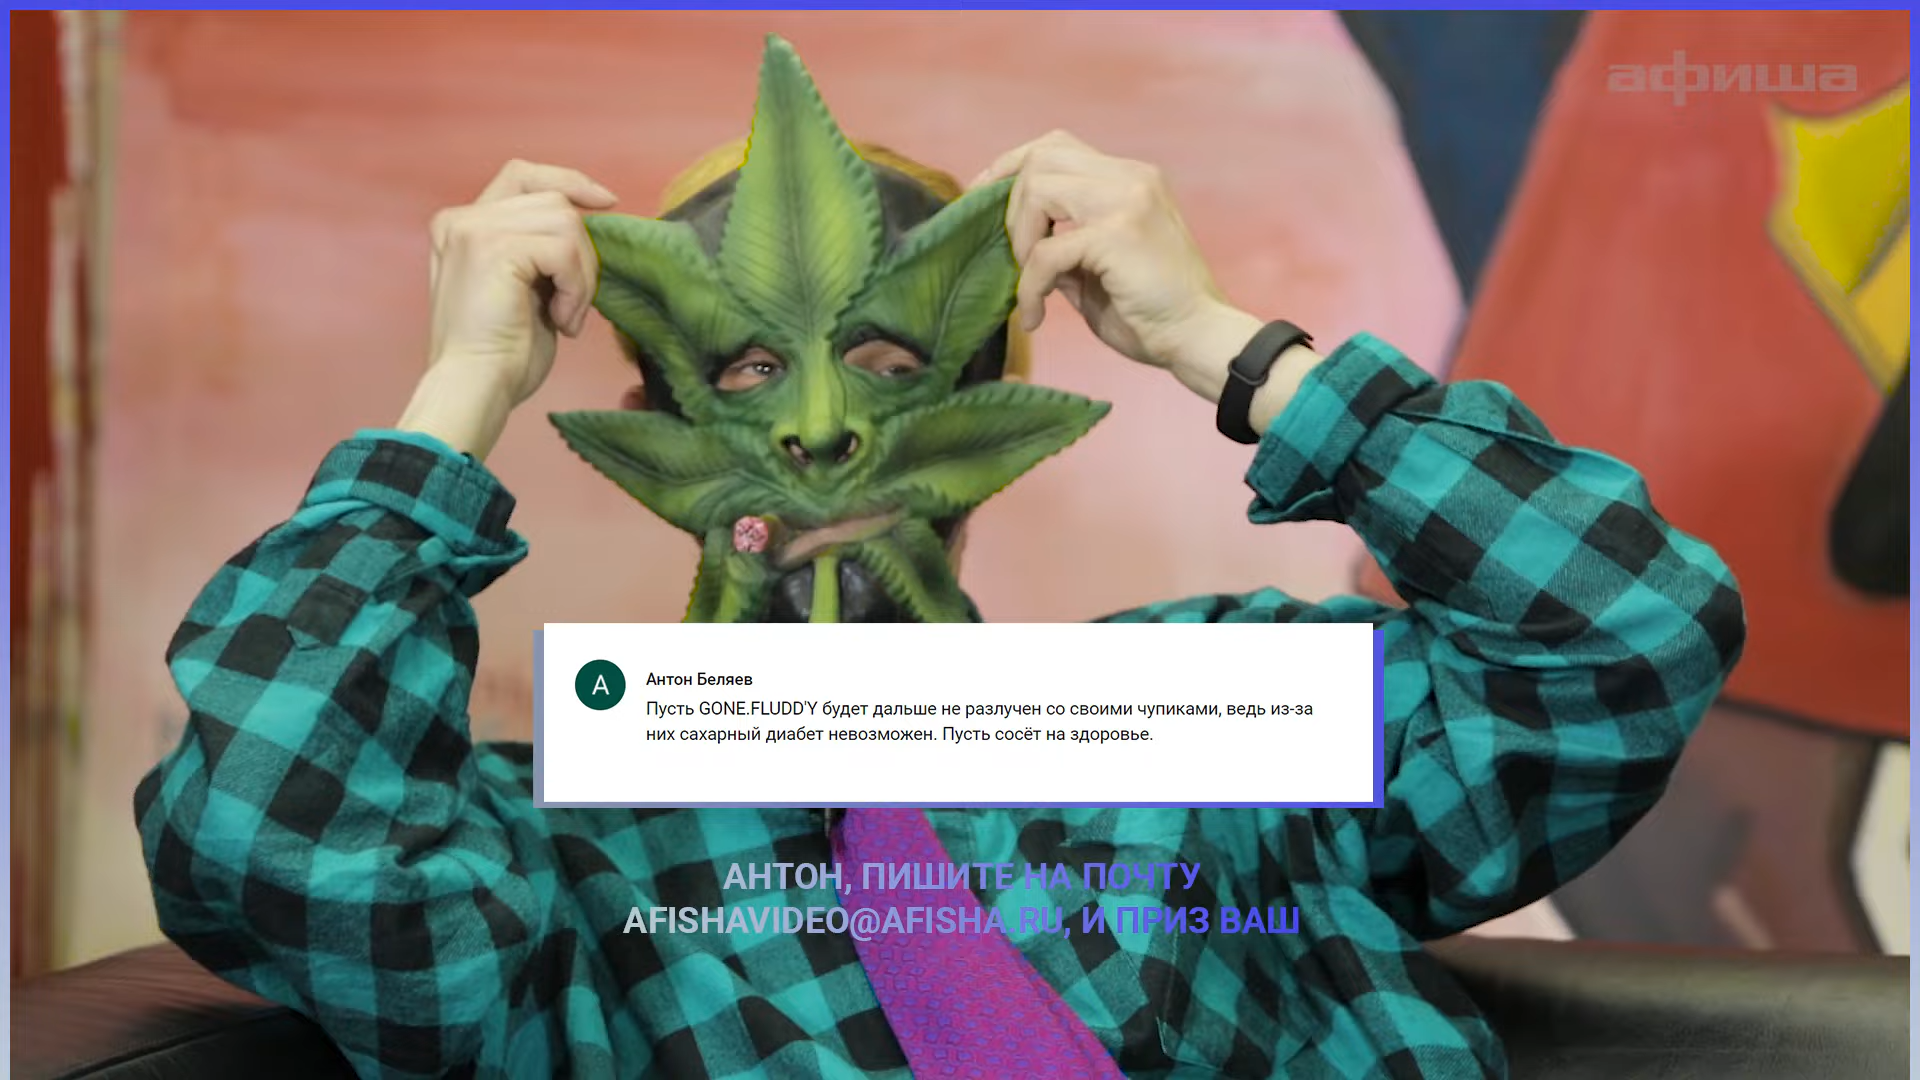 афиша
A
Антон Беляев
Пусть GONE.FLUDD'Y будет дальше не разлучен со своими чупиками, ведь из-за
них сахарный диабет невозможен. Пусть сосёт на здоровье.
АНТОН, ПИШИТЕ НА ПОЧТУ
AFISHAVIDEO@AFISHA.RU, И ПРИЗ ВАШ